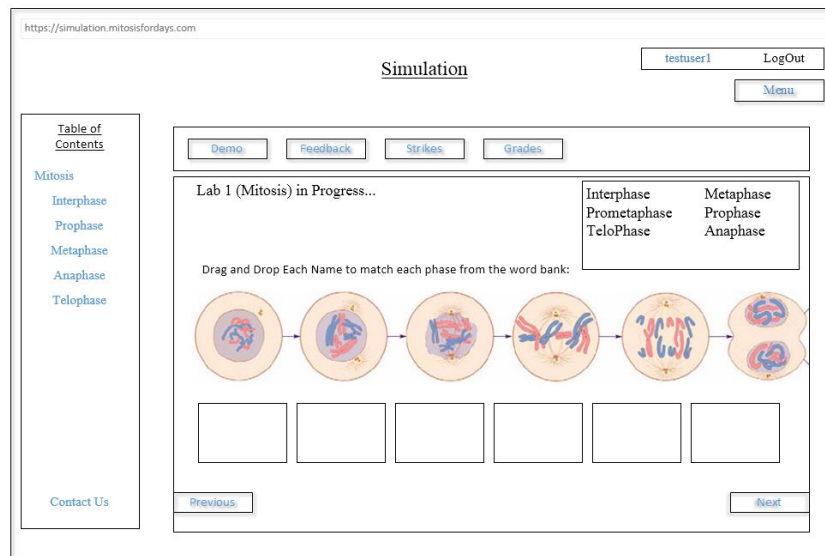 https://simulation.mitosisfordays.com
Simulation
testuser1 LogOut
Menu
Table of
Contents
Mitosis
Interphase
Prophase
Metaphase
Anaphase
Telophase
Contact Us
Demo Feedback Strikes Grades
Lab 1 (Mitosis) in Progress...
Interphase Metaphase
Prometaphase Prophase
TeloPhase Anaphase
Drag and Drop Each Name to match each phase from the word bank:
Previous Next